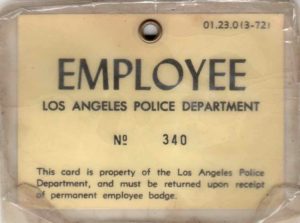 01.23.0(3-72)
EMPLOYEE
LOS ANGELES POLICE DEPARTMENT
Nº 340
This card is property of the Los Angeles Police
Department, and must be returned upon receipt
of permanent employee badge.